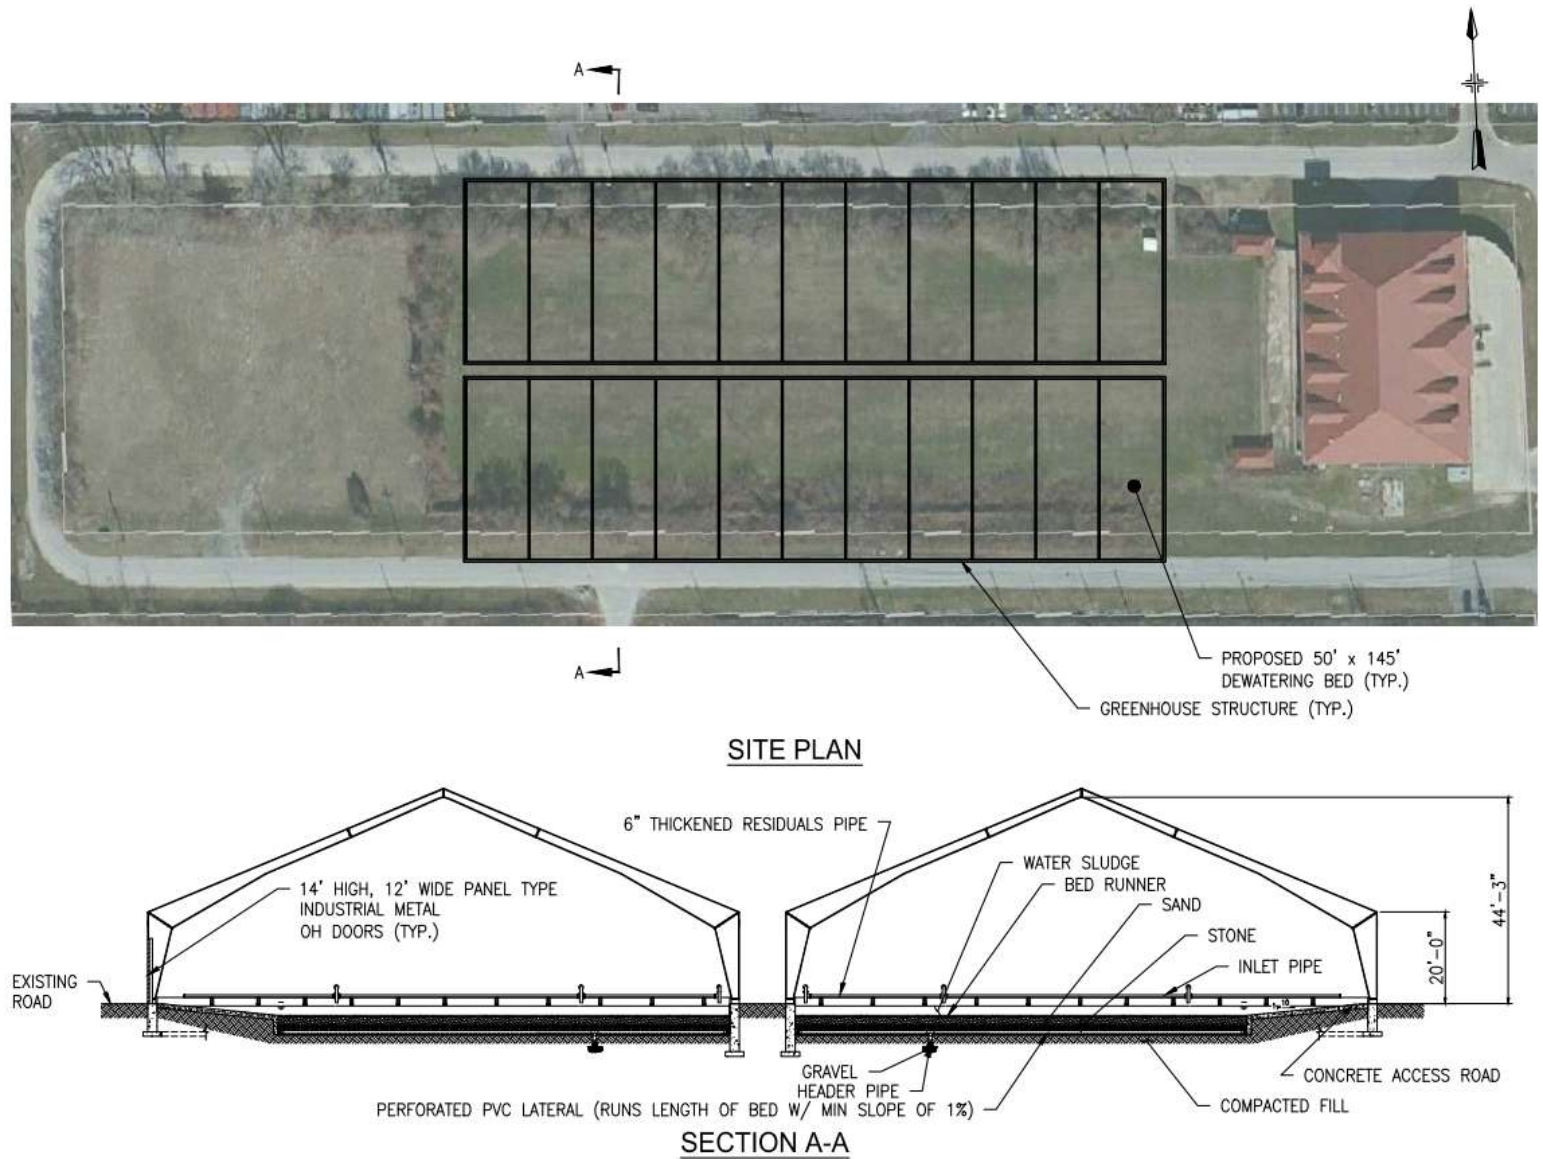 A
A
PROPOSED 50' x 145'
DEWATERING BED (TYP.)
GREENHOUSE STRUCTURE (TYP.)
SITE PLAN
6" THICKENED RESIDUALS PIPE
WATER SLUDGE
BED RUNNER
SAND
STONE
INLET PIPE
14' HIGH, 12' WIDE PANEL TYPE
INDUSTRIAL METAL
OH DOORS (TYP.)
EXISTING
ROAD
44'-3"
20'-0"
GRAVEL
HEADER PIPE
PERFORATED PVC LATERAL (RUNS LENGTH OF BED W/ MIN SLOPE OF 1%)
CONCRETE ACCESS ROAD
COMPACTED FILL
SECTION A-A